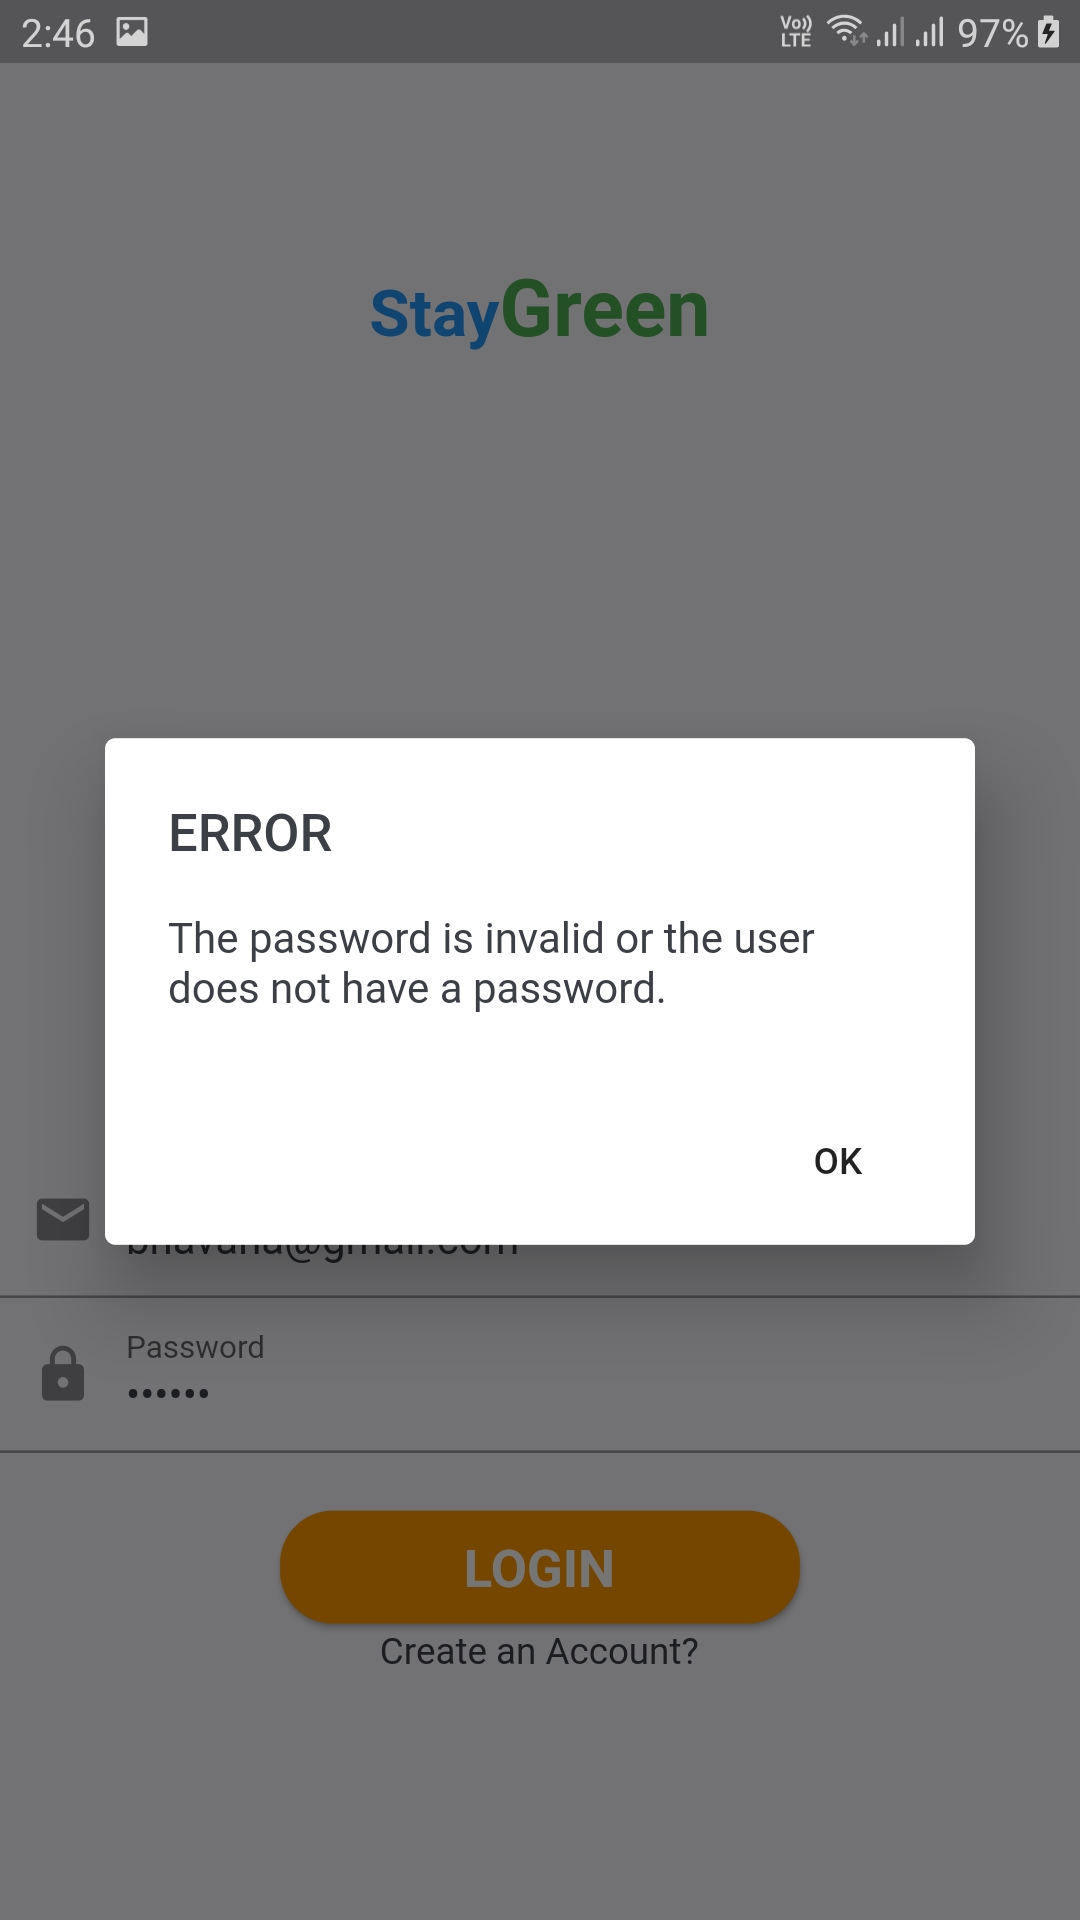 2:46 Vo)) LTE 97%
StayGreen
ERROR
The password is invalid or the user
does not have a password.
OK
bhavana@gmail.com
Password
••••••
LOGIN
Create an Account?